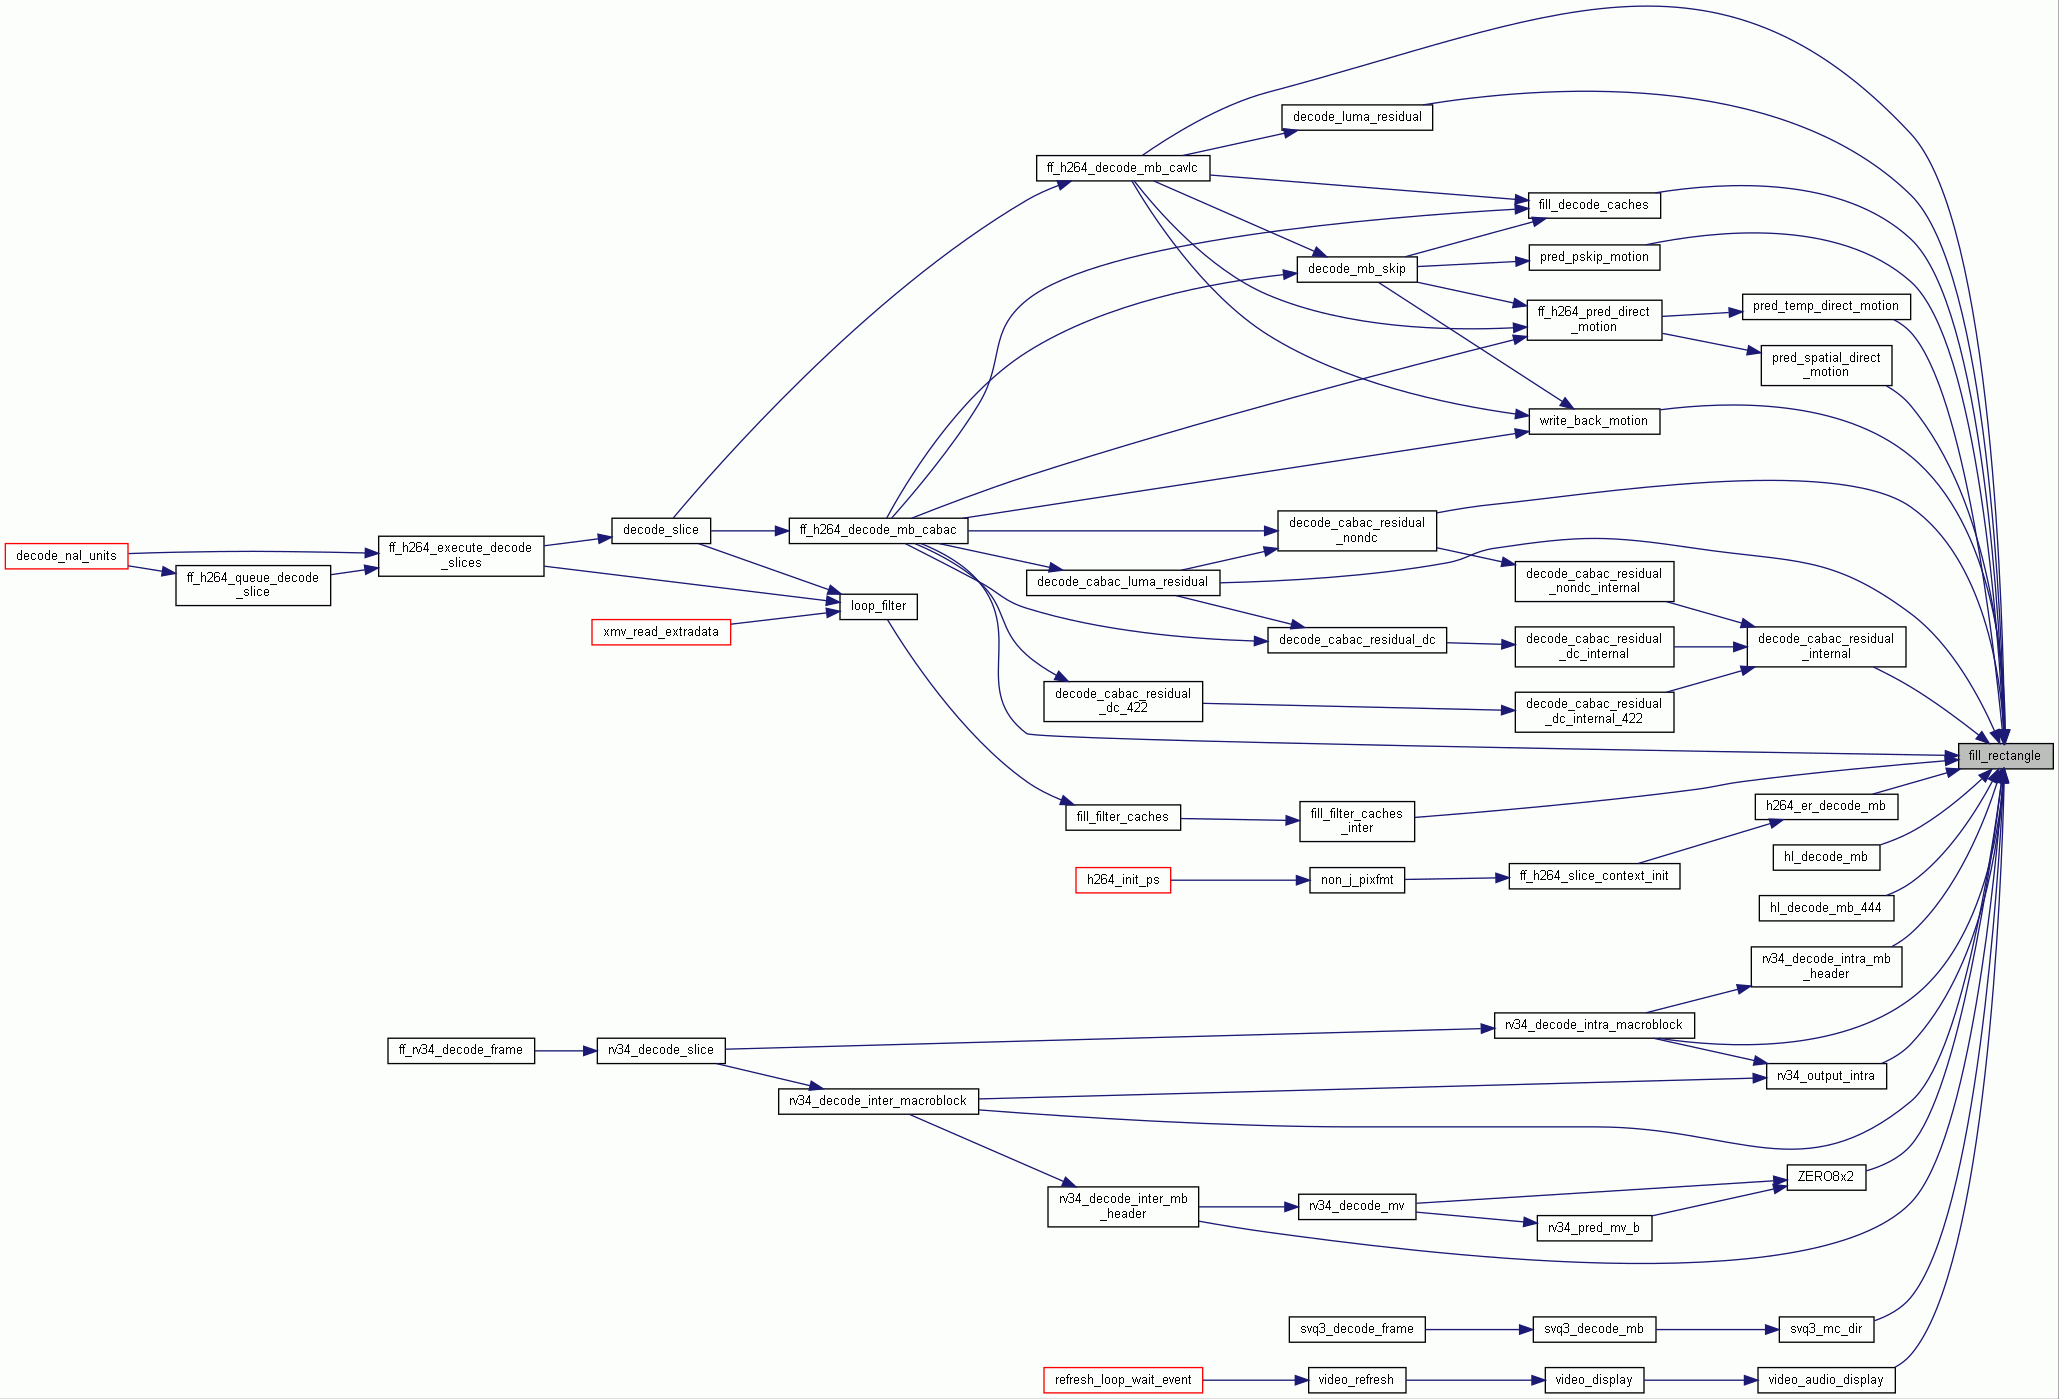 decode_luma_residual
ff_h264_decode_mb_cavlc
fill_decode_caches
pred_pskip_motion
decode_mb_skip
pred_temp_direct_motion
ff_h264_pred_direct
_motion
pred_spatial_direct
_motion
write_back_motion
decode_slice
ff_h264_decode_mb_cabac
decode_cabac_residual
_nondc
decode_nal_units
ff_h264_execute_decode
_slices
ff_h264_queue_decode
_slice
decode_cabac_luma_residual
decode_cabac_residual
_nondc_internal
loop_filter
xmv_read_extradata
decode_cabac_residual_dc
decode_cabac_residual
_dc_internal
decode_cabac_residual
_internal
decode_cabac_residual
_dc_422
decode_cabac_residual
_dc_internal_422
fill_rectangle
h264_er_decode_mb
fill_filter_caches
fill_filter_caches
_inter
hl_decode_mb
h264_init_ps
non_j_pixfmt
ff_h264_slice_context_init
hl_decode_mb_444
rv34_decode_intra_mb
_header
rv34_decode_intra_macroblock
ff_rv34_decode_frame
rv34_decode_slice
rv34_output_intra
rv34_decode_inter_macroblock
ZERO8x2
rv34_decode_inter_mb
_header
rv34_decode_mv
rv34_pred_mv_b
svq3_decode_frame
svq3_decode_mb
svq3_mc_dir
refresh_loop_wait_event
video_refresh
video_display
video_audio_display